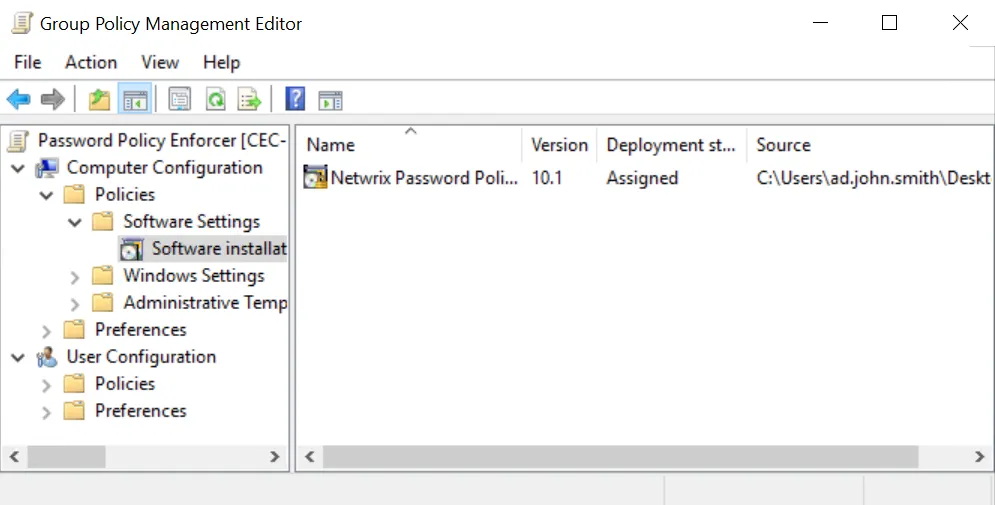 Group Policy Management Editor
File Action View Help
Password Policy Enforcer [CEC-
Computer Configuration
Policies
Software Settings
Software installat
Windows Settings
Administrative Temp
Preferences
User Configuration
Policies
Preferences
Name Version Deployment st... Source
Netwrix Password Poli... 10.1 Assigned C:\Users\ad.john.smith\Deskt